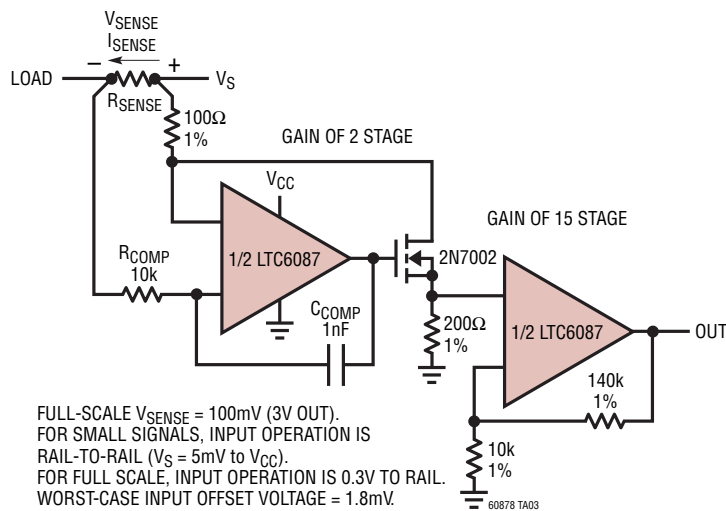 VSENSE
ISENSE
− +
LOAD
VS
RSENSE
100Ω
1%
GAIN OF 2 STAGE
VCC
GAIN OF 15 STAGE
RCOMP
10k
1/2 LTC6087
2N7002
CCOMP
1nF
200Ω
1%
1/2 LTC6087
OUT
140k
1%
10k
1%
FULL-SCALE VSENSE = 100mV (3V OUT).
FOR SMALL SIGNALS, INPUT OPERATION IS
RAIL-TO-RAIL (VS = 5mV to VCC).
FOR FULL SCALE, INPUT OPERATION IS 0.3V TO RAIL.
WORST-CASE INPUT OFFSET VOLTAGE = 1.8mV.
60878 TA03